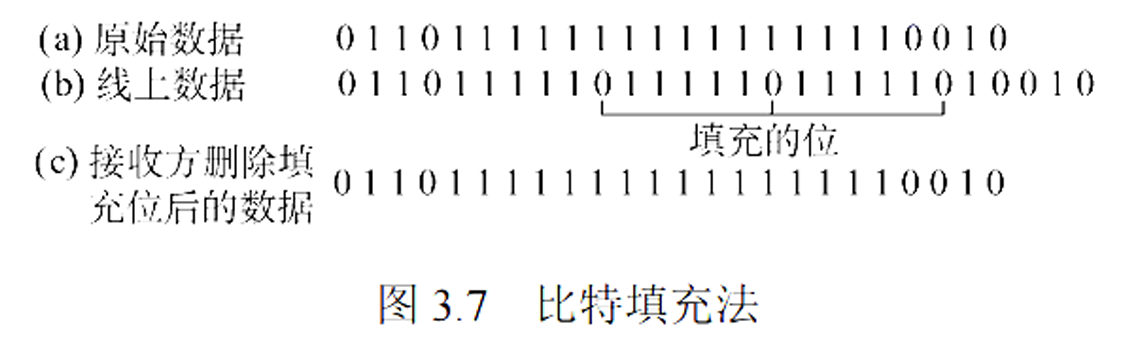 (a) 原始数据 0 1 1 0 1 1 1 1 1 1 1 1 1 1 1 1 1 1 1 1 0 0 1 0
(b) 线上数据 0 1 1 0 1 1 1 1 1 0 1 1 1 1 1 0 1 1 1 1 1 0 1 0 0 1 0
填充的位
(c) 接收方删除填
充位后的数据 0 1 1 0 1 1 1 1 1 1 1 1 1 1 1 1 1 1 1 1 0 0 1 0
图 3.7 比特填充法